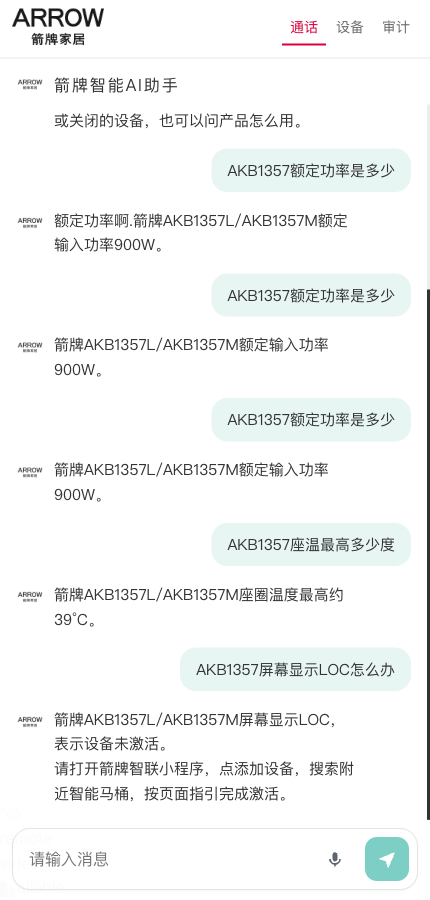 ARROW
箭牌家居
通话 设备 审计
ARROW
箭牌家居
箭牌智能AI助手
或关闭的设备，也可以问产品怎么用。
AKB1357额定功率是多少
ARROW
箭牌家居
额定功率啊.箭牌AKB1357L/AKB1357M额定
输入功率900W。
AKB1357额定功率是多少
ARROW
箭牌家居
箭牌AKB1357L/AKB1357M额定输入功率
900W。
AKB1357额定功率是多少
ARROW
箭牌家居
箭牌AKB1357L/AKB1357M额定输入功率
900W。
AKB1357座温最高多少度
ARROW
箭牌家居
箭牌AKB1357L/AKB1357M座圈温度最高约
39°C。
AKB1357屏幕显示LOC怎么办
ARROW
箭牌家居
箭牌AKB1357L/AKB1357M屏幕显示LOC，
表示设备未激活。
请打开箭牌智联小程序，点添加设备，搜索附
近智能马桶，按页面指引完成激活。
请输入消息